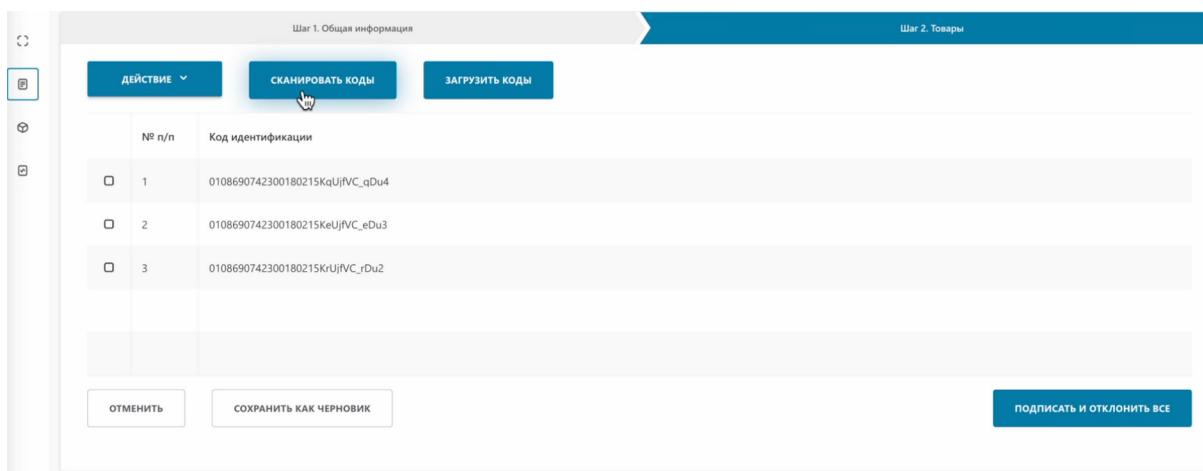 Шаг 1. Общая информация
Шаг 2. Товары
ДЕЙСТВИЕ
СКАНИРОВАТЬ КОДЫ
ЗАГРУЗИТЬ КОДЫ
№ п/п
Код идентификации
1
0108690742300180215KqUjfVC_qDu4
2
0108690742300180215KeUjfVC_eDu3
3
0108690742300180215KrUjfVC_rDu2
ОТМЕНИТЬ
СОХРАНИТЬ КАК ЧЕРНОВИК
ПОДПИСАТЬ И ОТКЛОНИТЬ ВСЕ